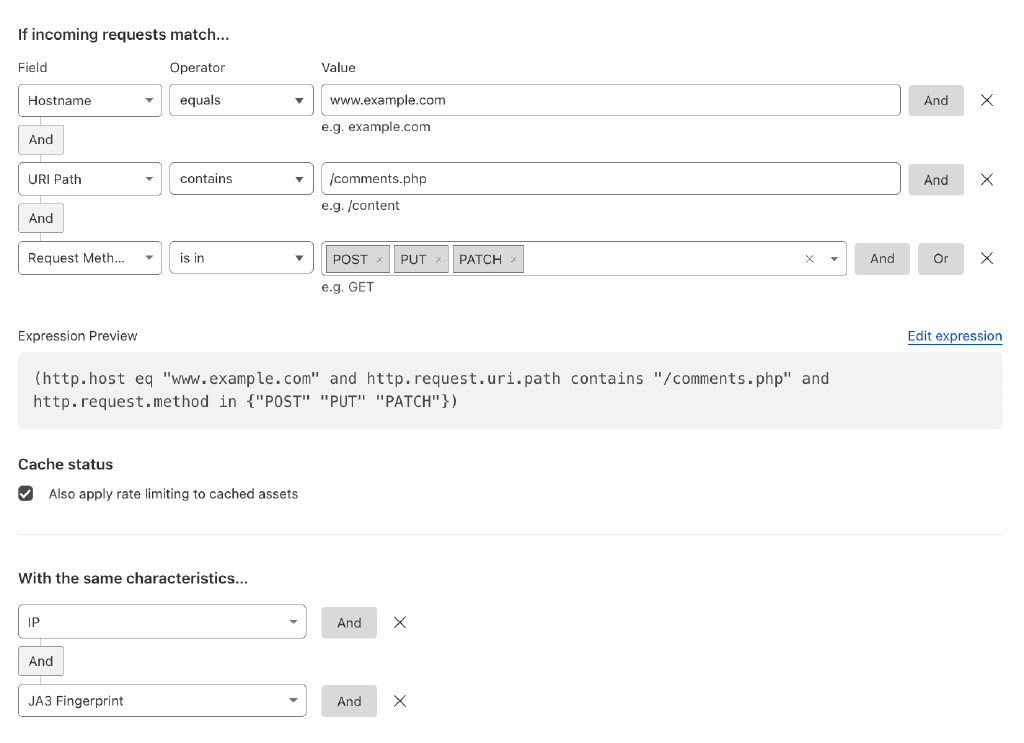 If incoming requests match...
Field Operator Value
Hostname equals www.example.com And
e.g. example.com
And
URI Path contains /comments.php And
e.g. /content
And
Request Meth... is in POST × PUT × PATCH × And Or
e.g. GET
Expression Preview Edit expression
(http.host eq "www.example.com" and http.request.uri.path contains "/comments.php" and
http.request.method in {"POST" "PUT" "PATCH"})
Cache status
Also apply rate limiting to cached assets
With the same characteristics...
IP And
And
JA3 Fingerprint And